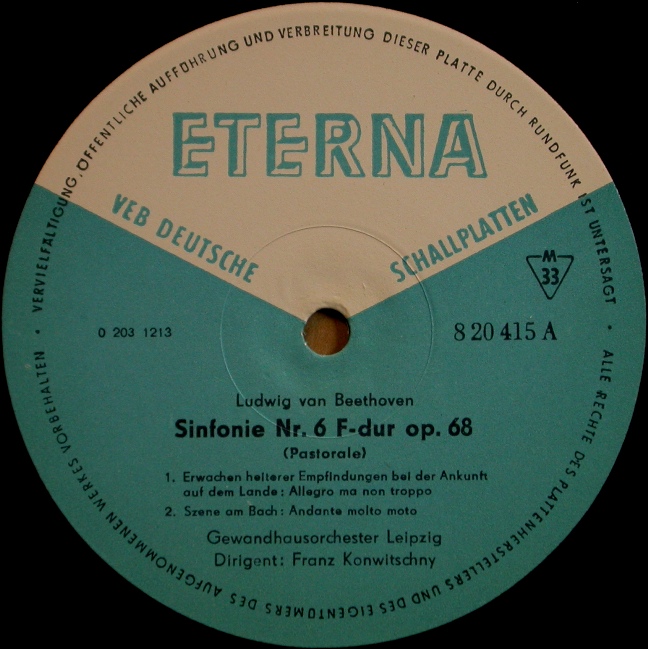 VERVIELFÄLTIGUNG, ÖFFENTLICHE AUFFÜHRUNG UND VERBREITUNG DIESER PLATTE DURCH RUNDFUNK IST UNTERSAGT
ETERNA
VEB DEUTSCHE SCHALLPLATTEN
M
33
0 203 1213
8 20 415 A
Ludwig van Beethoven
Sinfonie Nr. 6 F-dur op. 68
(Pastorale)
1. Erwachen heiterer Empfindungen bei der Ankunft
auf dem Lande: Allegro ma non troppo
2. Szene am Bach: Andante molto moto
Gewandhausorchester Leipzig
Dirigent: Franz Konwitschny
• ALLE RECHTE DES PLATTENHERSTELLERS UND DES EIGENTÜMERS DES AUFGENOMMENEN WERKES VORBEHALTEN •